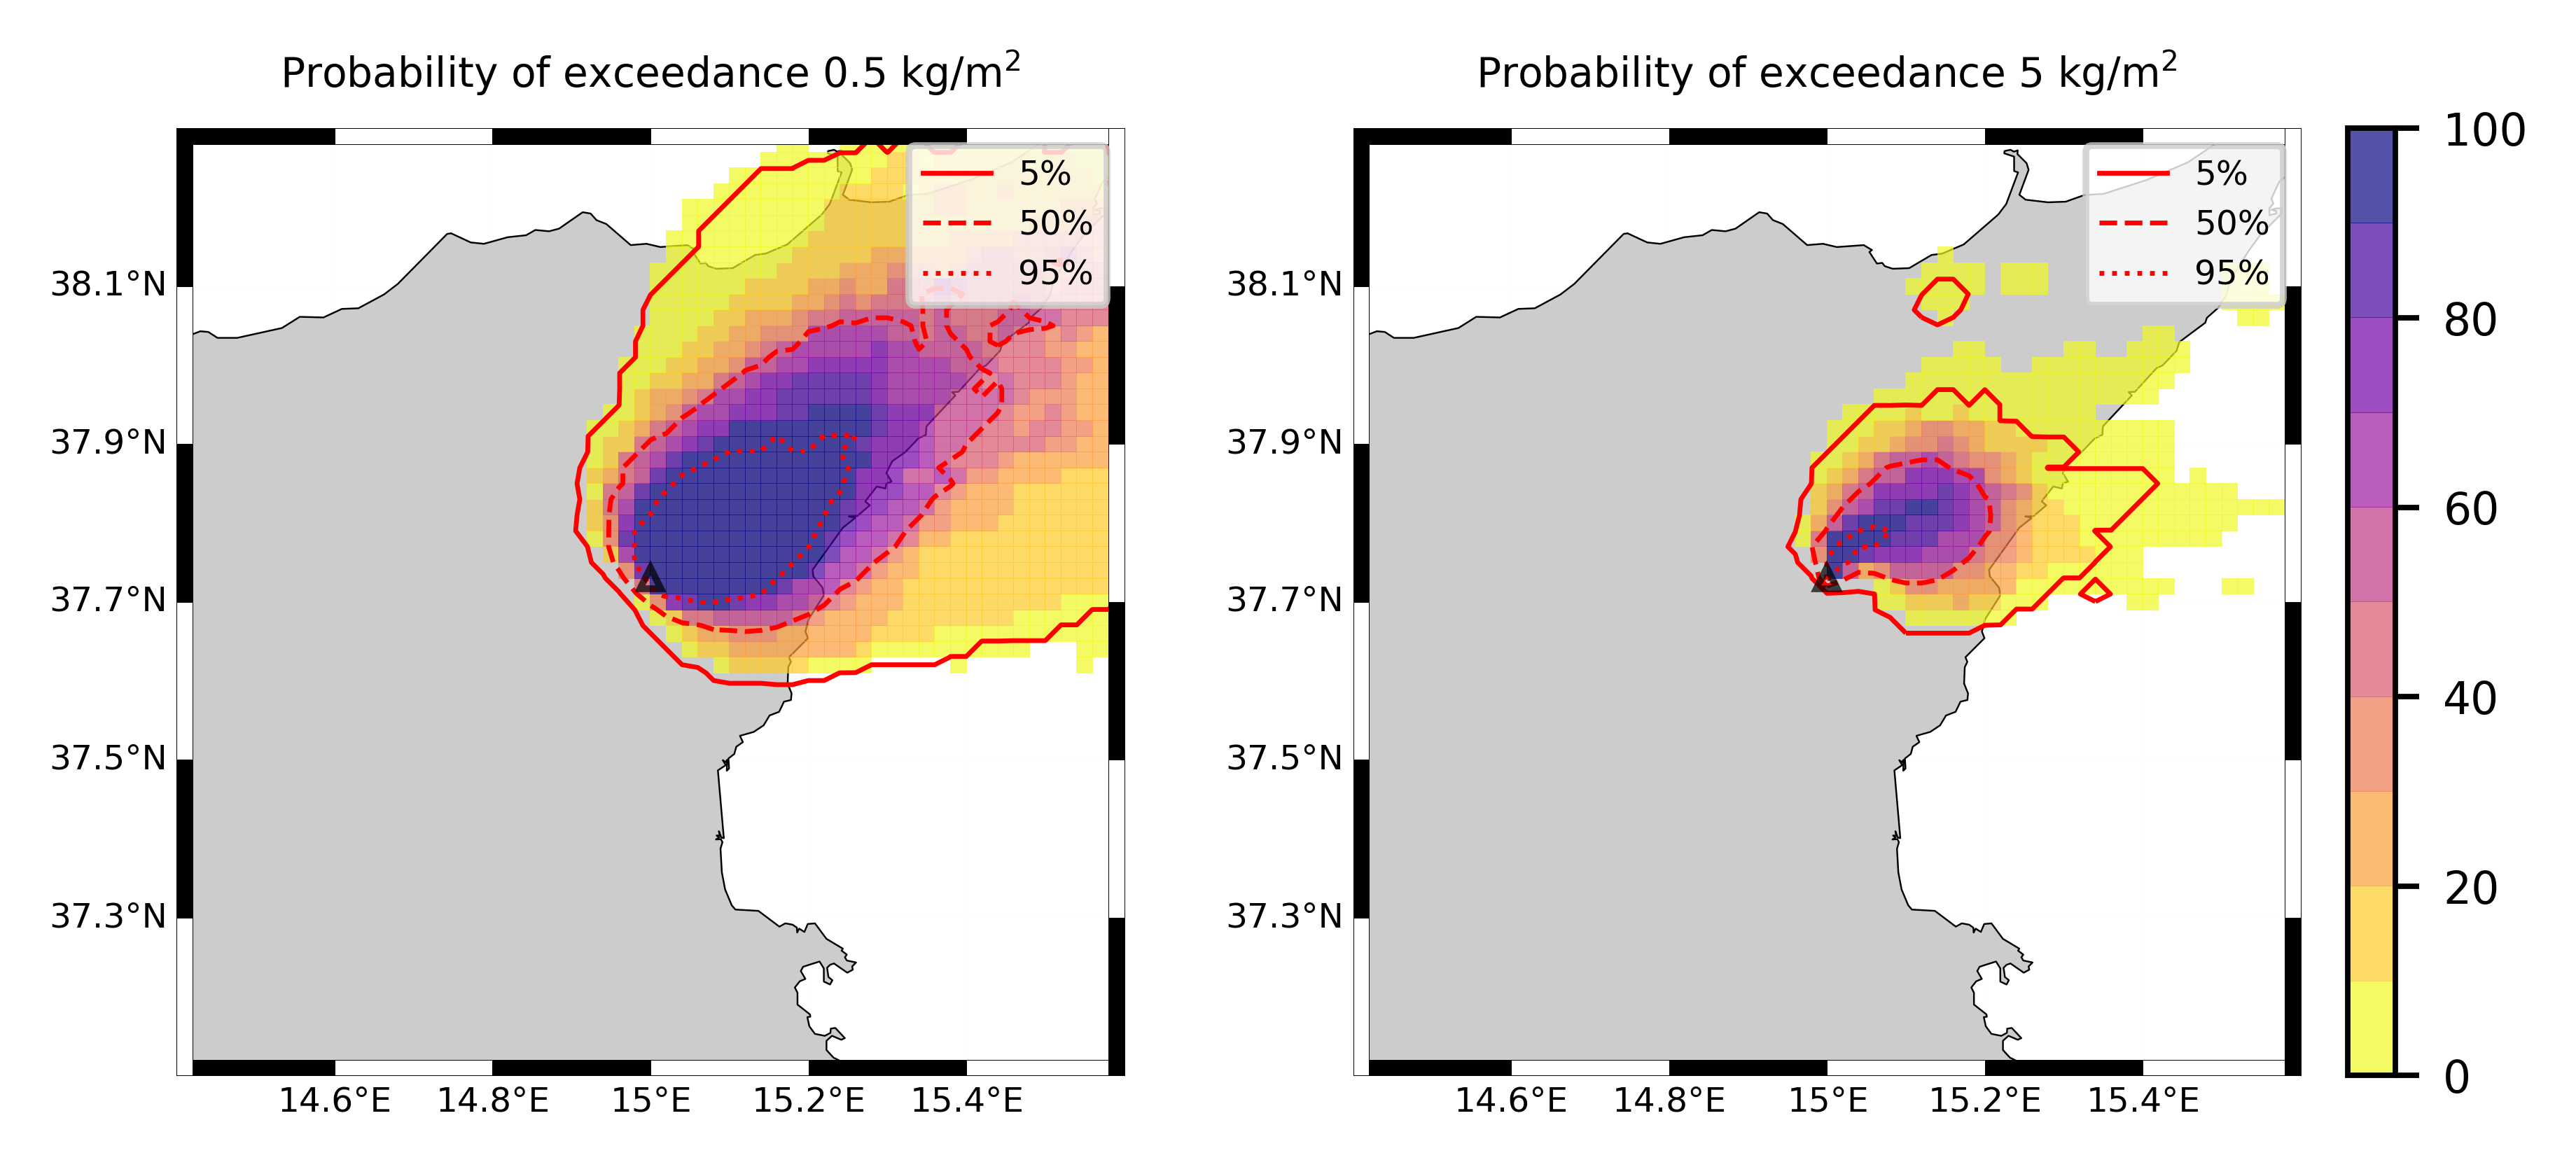 Probability of exceedance 0.5 kg/m²
5%
50%
95%
38.1°N
37.9°N
37.7°N
37.5°N
37.3°N
14.6°E 14.8°E 15°E 15.2°E 15.4°E
Probability of exceedance 5 kg/m²
5%
50%
95%
38.1°N
37.9°N
37.7°N
37.5°N
37.3°N
14.6°E 14.8°E 15°E 15.2°E 15.4°E
100
80
60
40
20
0